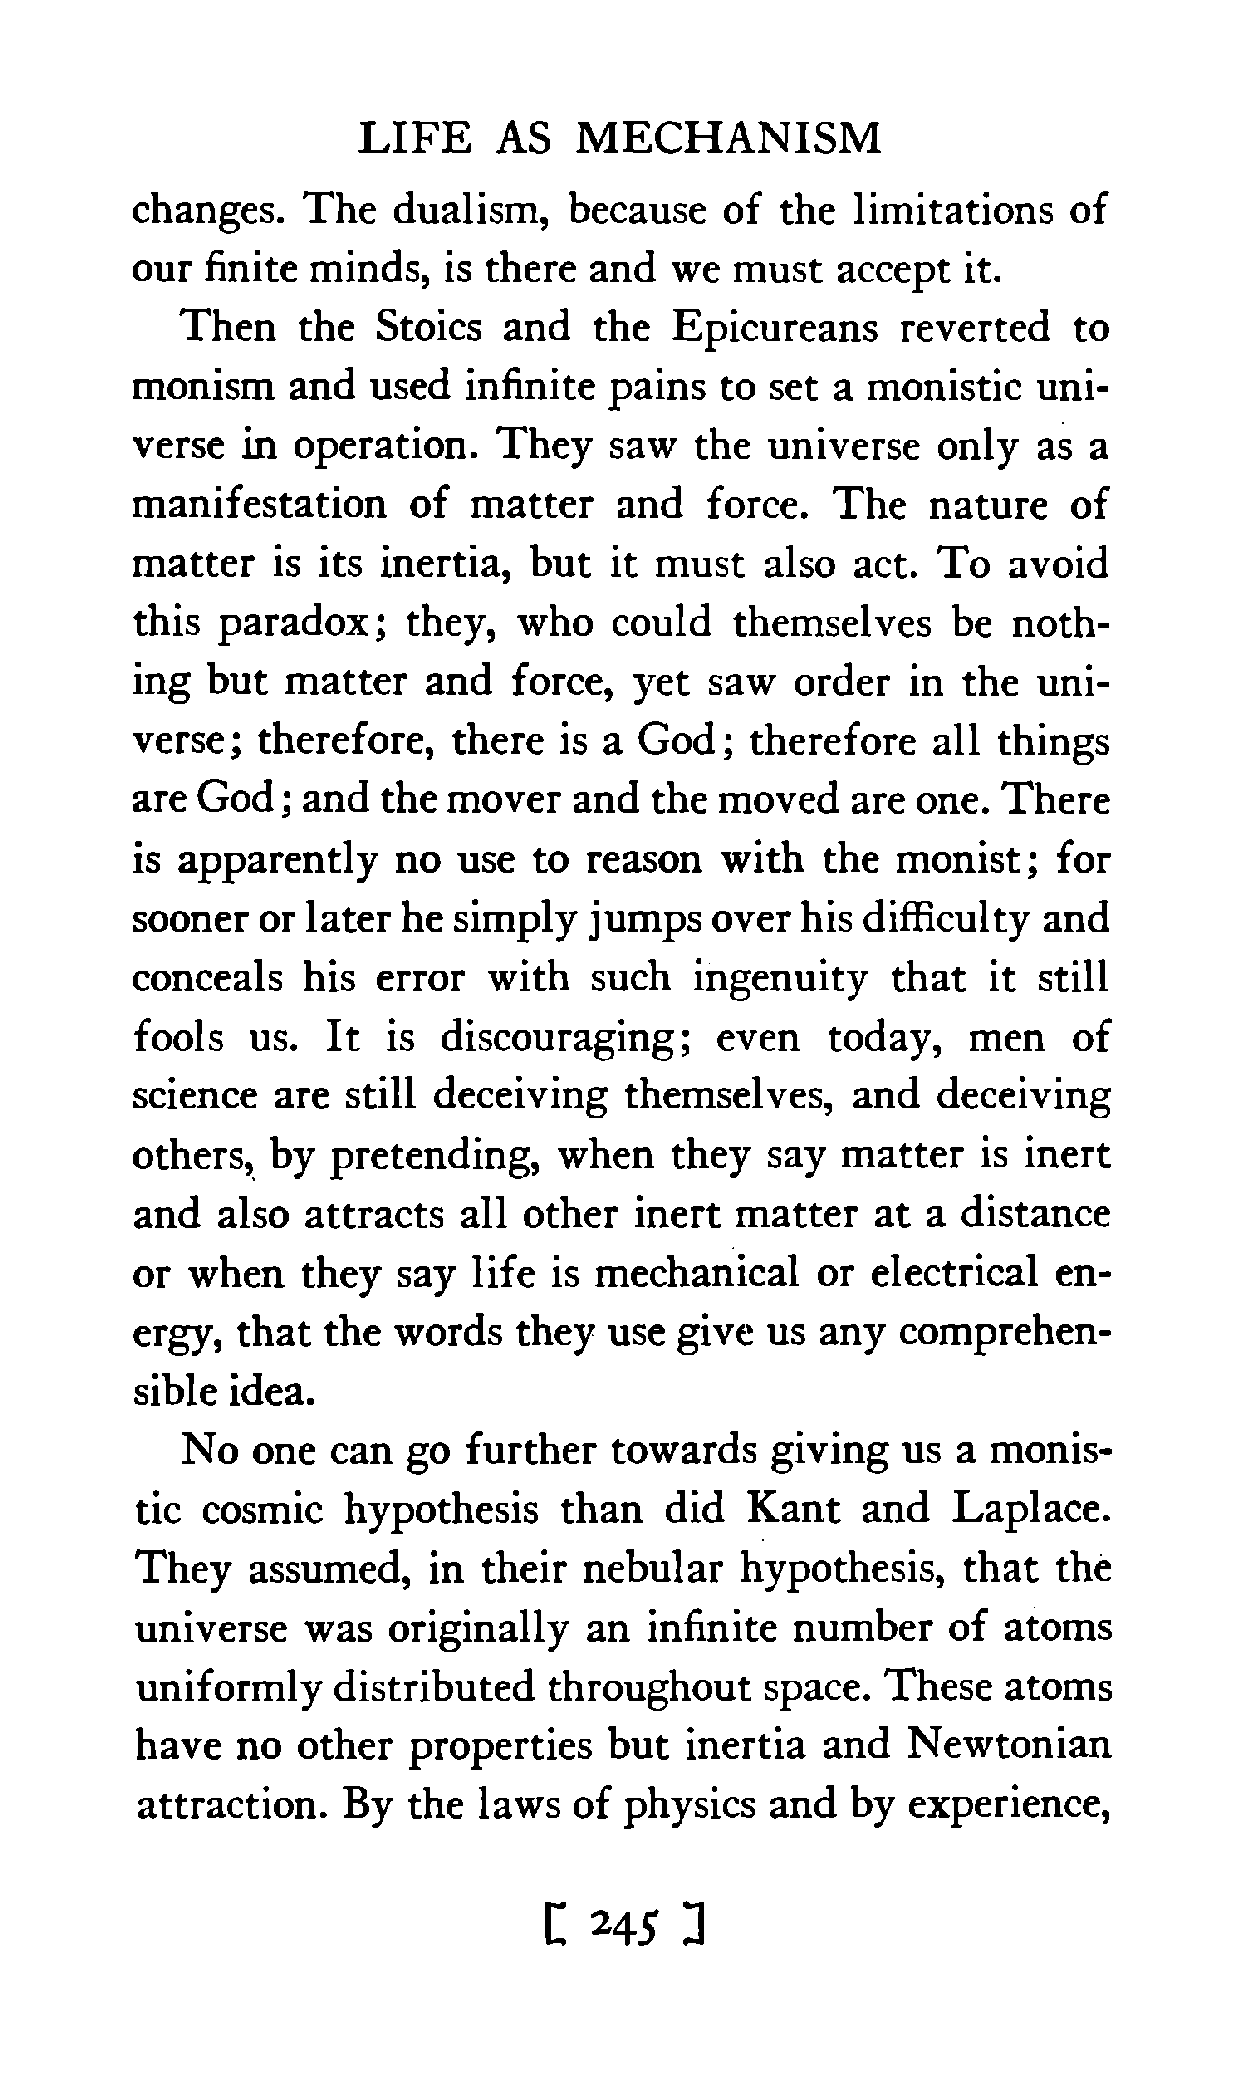 LIFE AS MECHANISM
changes. The dualism, because of the limitations of
our finite minds, is there and we must accept it.
Then the Stoics and the Epicureans reverted to
monism and used infinite pains to set a monistic uni-
verse in operation. They saw the universe only as a
manifestation of matter and force. The nature of
matter is its inertia, but it must also act. To avoid
this paradox; they, who could themselves be noth-
ing but matter and force, yet saw order in the uni-
verse; therefore, there is a God; therefore all things
are God; and the mover and the moved are one. There
is apparently no use to reason with the monist; for
sooner or later he simply jumps over his difficulty and
conceals his error with such ingenuity that it still
fools us. It is discouraging; even today, men of
science are still deceiving themselves, and deceiving
others, by pretending, when they say matter is inert
and also attracts all other inert matter at a distance
or when they say life is mechanical or electrical en-
ergy, that the words they use give us any comprehen-
sible idea.
No one can go further towards giving us a monis-
tic cosmic hypothesis than did Kant and Laplace.
They assumed, in their nebular hypothesis, that the
universe was originally an infinite number of atoms
uniformly distributed throughout space. These atoms
have no other properties but inertia and Newtonian
attraction. By the laws of physics and by experience,
[ 245 ]